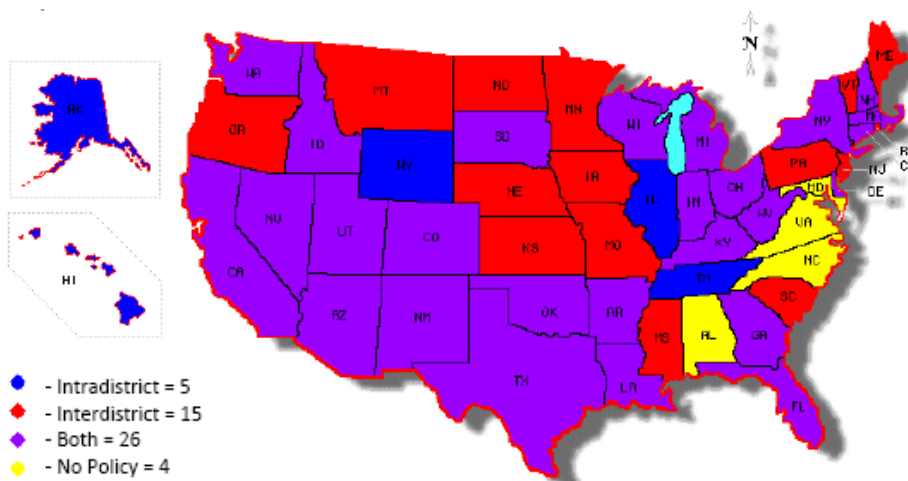 N
WA
MT
ND
MN
ME
VT
NH
AK
OR
ID
SD
WI
MI
NY
MA
WY
IA
PA
R
C
NE
NJ
NV
UT
CO
IL
IN
OH
MD
DE
CA
KS
MO
WV
VA
KY
NC
HI
TN
AZ
NM
OK
AR
SC
MS
AL
GA
TX
LA
FL
- Intradistrict = 5
- Interdistrict = 15
- Both = 26
- No Policy = 4